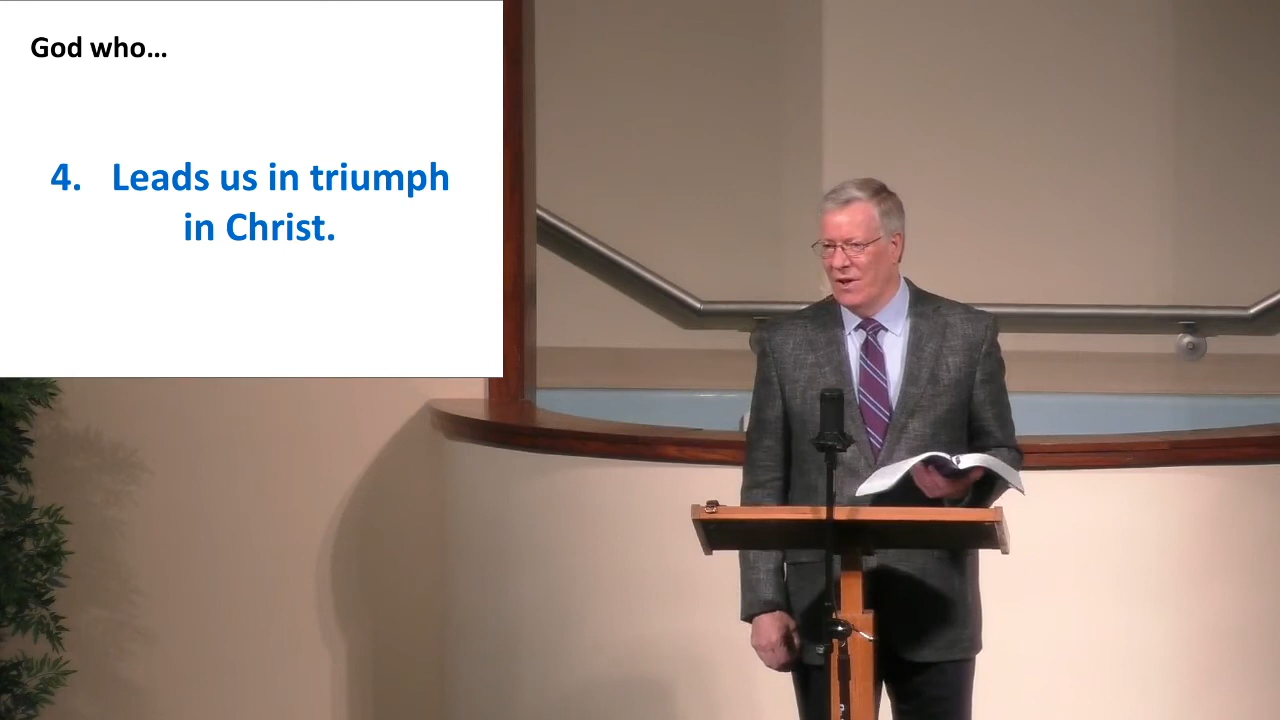 God who…
4. Leads us in triumph
in Christ.